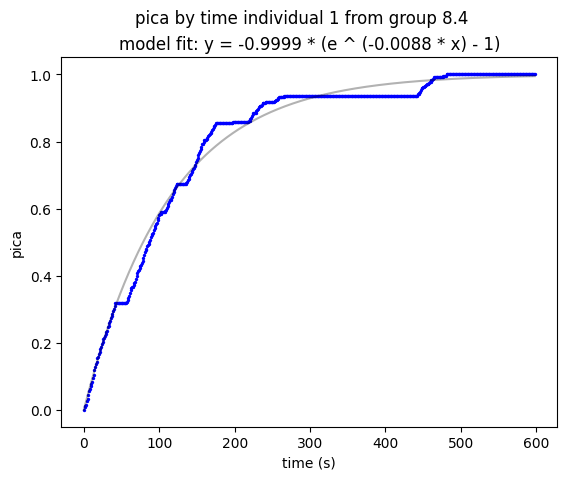 pica by time individual 1 from group 8.4
model fit: y = -0.9999 * (e ^ (-0.0088 * x) - 1)
1.0
0.8
0.6
0.4
0.2
0.0
pica
0 100 200 300 400 500 600
time (s)